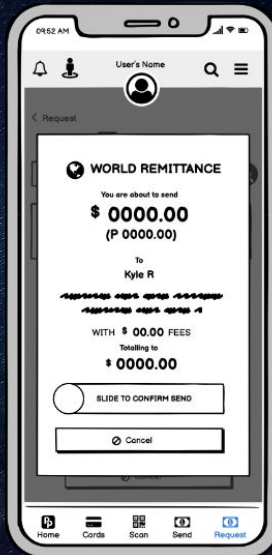 09:52 AM
User's Name
< Request
WORLD REMITTANCE
You are about to send
$ 0000.00
(P 0000.00)
To
Kyle R
WITH $ 00.00 FEES
Totalling to
$ 0000.00
SLIDE TO CONFIRM SEND
Cancel
Cancel
Home Cards Scan Send Request